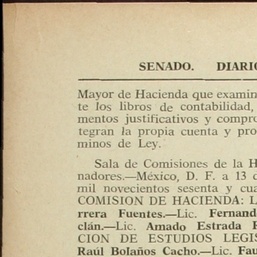 SENADO. DIARIO
Mayor de Hacienda que examin
te los libros de contabilidad,
mentos justificativos y compro
tegran la propia cuenta y pro
minos de Ley.
Sala de Comisiones de la H
nadores.—México, D. F. a 13 d
mil novecientos sesenta y cua
COMISION DE HACIENDA: L
rrera Fuentes.—Lic. Fernand
clán.—Lic. Amado Estrada R
CION DE ESTUDIOS LEGIS
Raúl Bolaños Cacho.—Lic. Fau